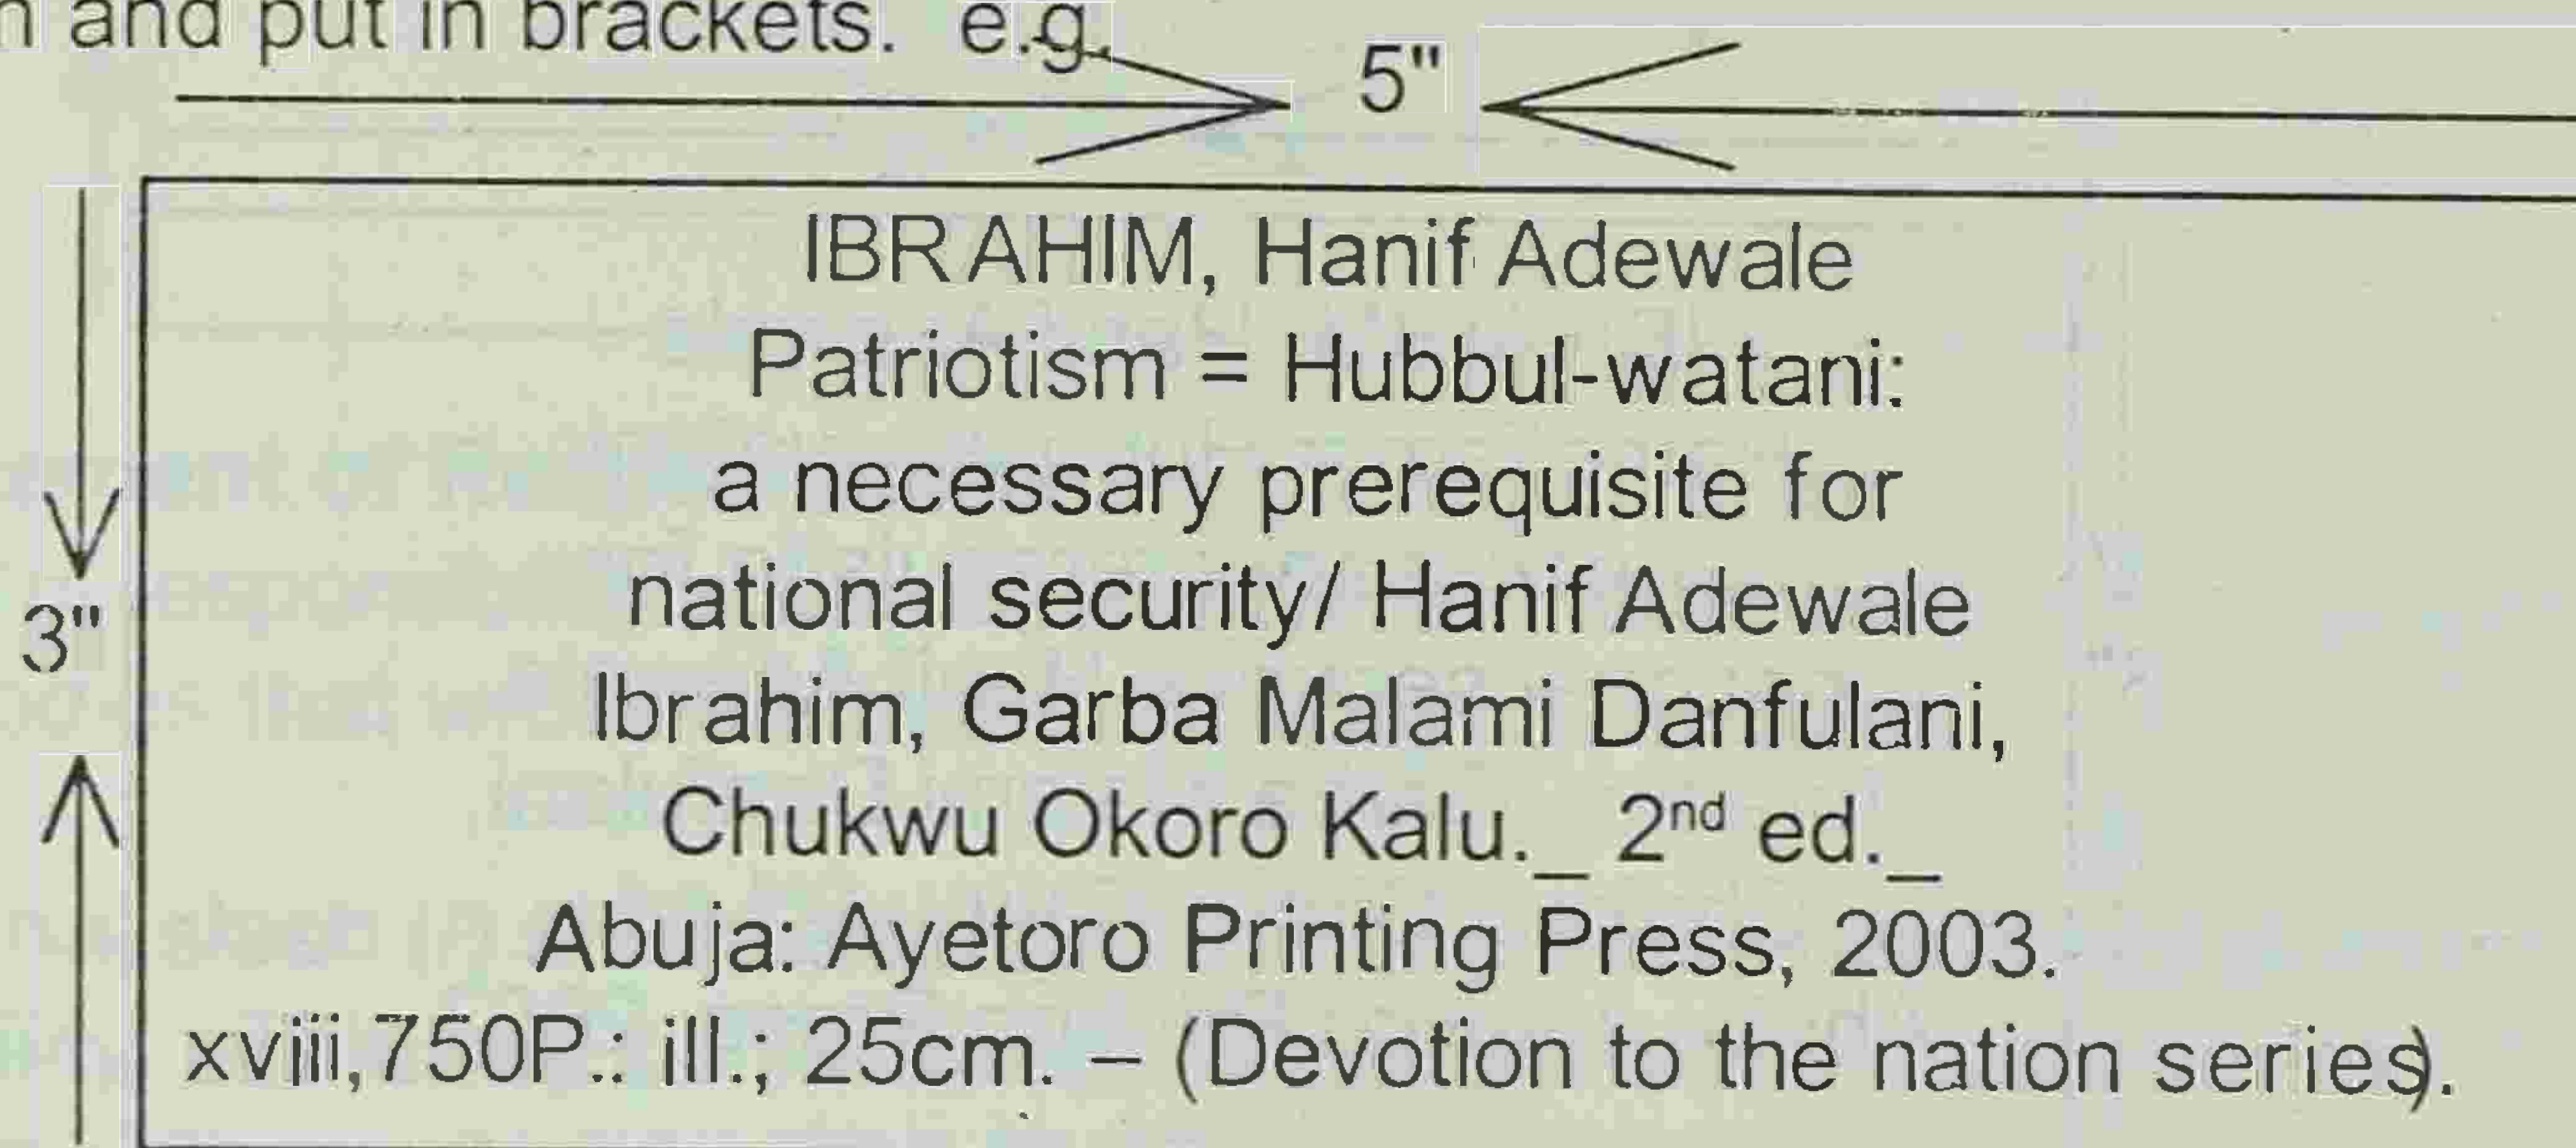 and put in brackets. e.g.
5"
IBRAHIM, Hanif Adewale
Patriotism = Hubbul-watani:
a necessary prerequisite for
3"
national security/ Hanif Adewale
Ibrahim, Garba Malami Danfulani,
Chukwu Okoro Kalu._ 2nd ed._
Abuja: Ayetoro Printing Press, 2003.
xviii,750P.: ill.; 25cm. – (Devotion to the nation series).